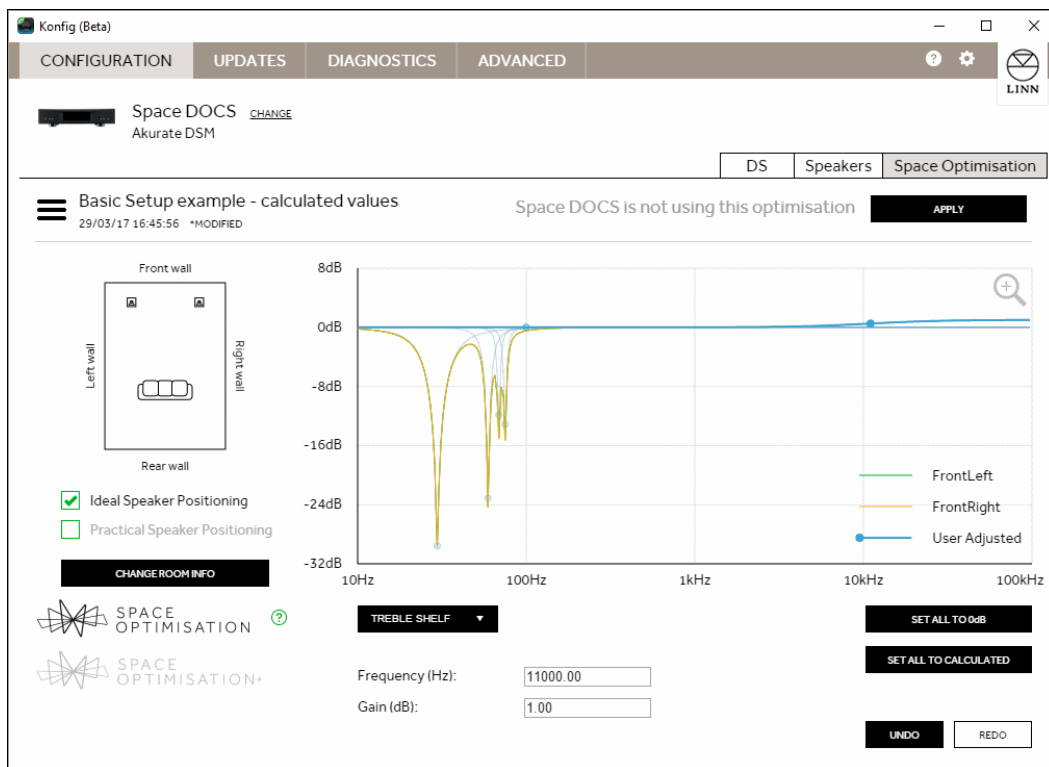 Konfig (Beta)
CONFIGURATION UPDATES DIAGNOSTICS ADVANCED
?
LINN
Space DOCS CHANGE
Akurate DSM
DS Speakers Space Optimisation
Basic Setup example - calculated values
29/03/17 16:45:56 *MODIFIED
Space DOCS is not using this optimisation
APPLY
Front wall
Left wall
Right wall
Rear wall
Ideal Speaker Positioning
Practical Speaker Positioning
CHANGE ROOM INFO
SPACE
OPTIMISATION
?
SPACE
OPTIMISATION+
8dB
0dB
-8dB
-16dB
-24dB
-32dB
10Hz 100Hz 1kHz 10kHz 100kHz
FrontLeft
FrontRight
User Adjusted
TREBLE SHELF
Frequency (Hz): 11000.00
Gain (dB): 1.00
SET ALL TO 0dB
SET ALL TO CALCULATED
UNDO REDO